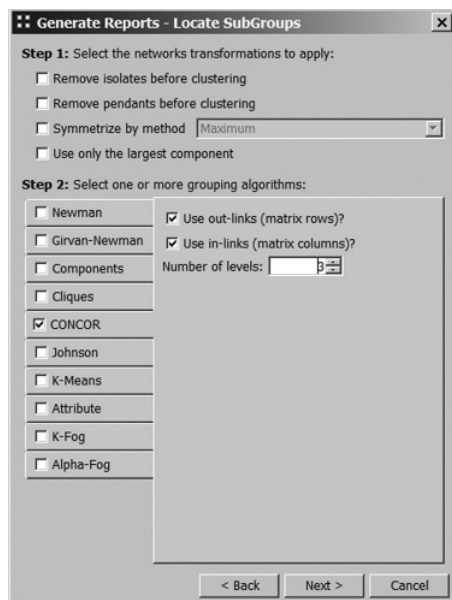 Generate Reports - Locate SubGroups
Step 1: Select the networks transformations to apply:
Remove isolates before clustering
Remove pendants before clustering
Symmetrize by method Maximum
Use only the largest component
Step 2: Select one or more grouping algorithms:
Newman
Girvan-Newman
Components
Cliques
CONCOR
Johnson
K-Means
Attribute
K-Fog
Alpha-Fog
Use out-links (matrix rows)?
Use in-links (matrix columns)?
Number of levels: 3
< Back Next > Cancel